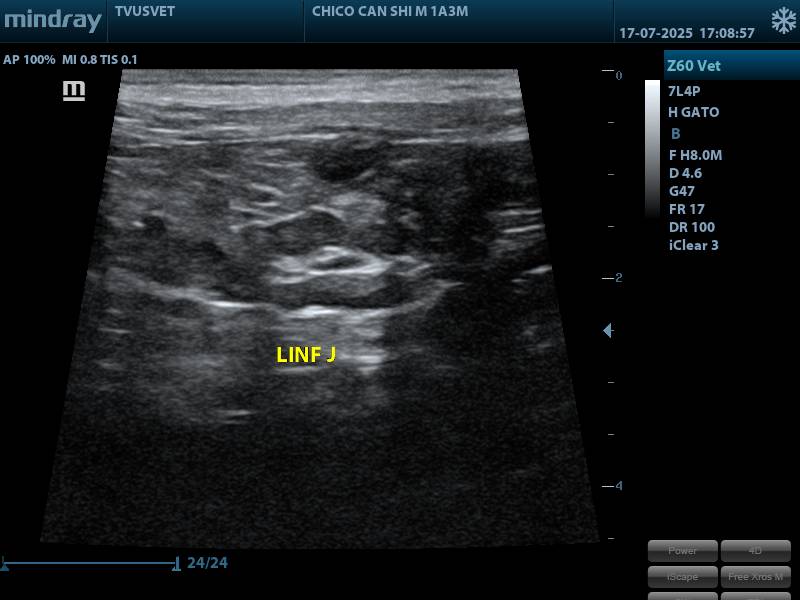 mindray
TVUSVET
CHICO CAN SHI M 1A3M
17-07-2025 17:08:57
AP 100% MI 0.8 TIS 0.1
m
0
2
4
LINF J
24/24
Z60 Vet
7L4P
H GATO
B
F H8.0M
D 4.6
G47
FR 17
DR 100
iClear 3
Power
4D
iScape
Free Xros M